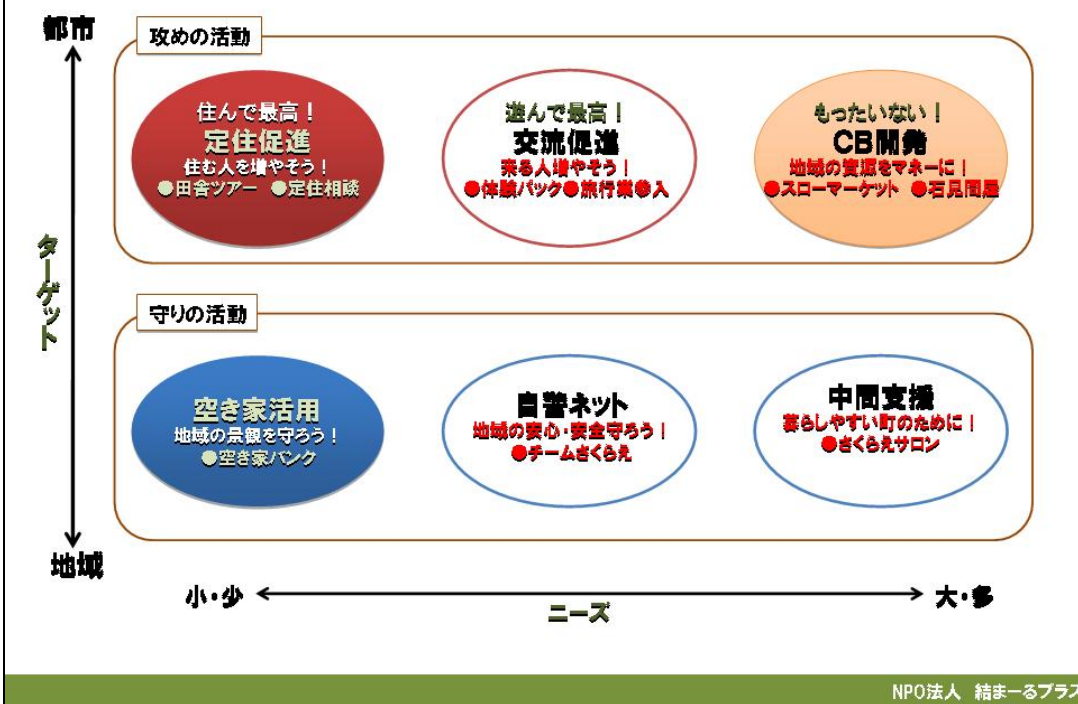 都市
攻めの活動
住んで最高！
定住促進
住む人を増やそう！
●田舎ツアー ●定住相談
遊んで最高！
交流促進
来る人増やそう！
●体験パック●旅行業参入
もったいない！
CB開発
地域の資源をマネーに！
●スローマーケット ●石見問屋
ターゲット
守りの活動
空き家活用
地域の景観を守ろう！
●空き家バンク
自警ネット
地域の安心・安全守ろう！
●チームさくらえ
中間支援
暮らしやすい町のために！
●さくらえサロン
地域
小・少
大・多
ニーズ
NPO法人 結まーるプラス